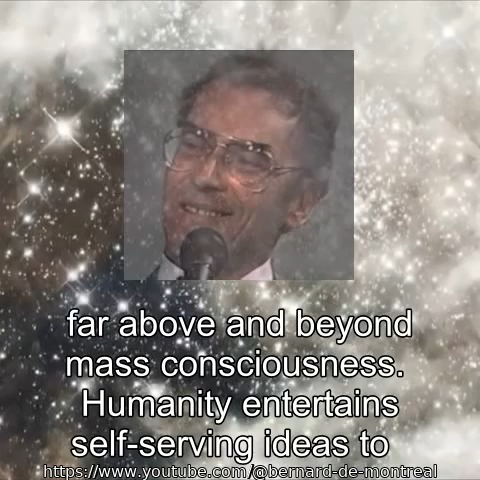 far above and beyond
mass consciousness.
Humanity entertains
self-serving ideas to
https://www.youtube.com/@bernard-de-montreal